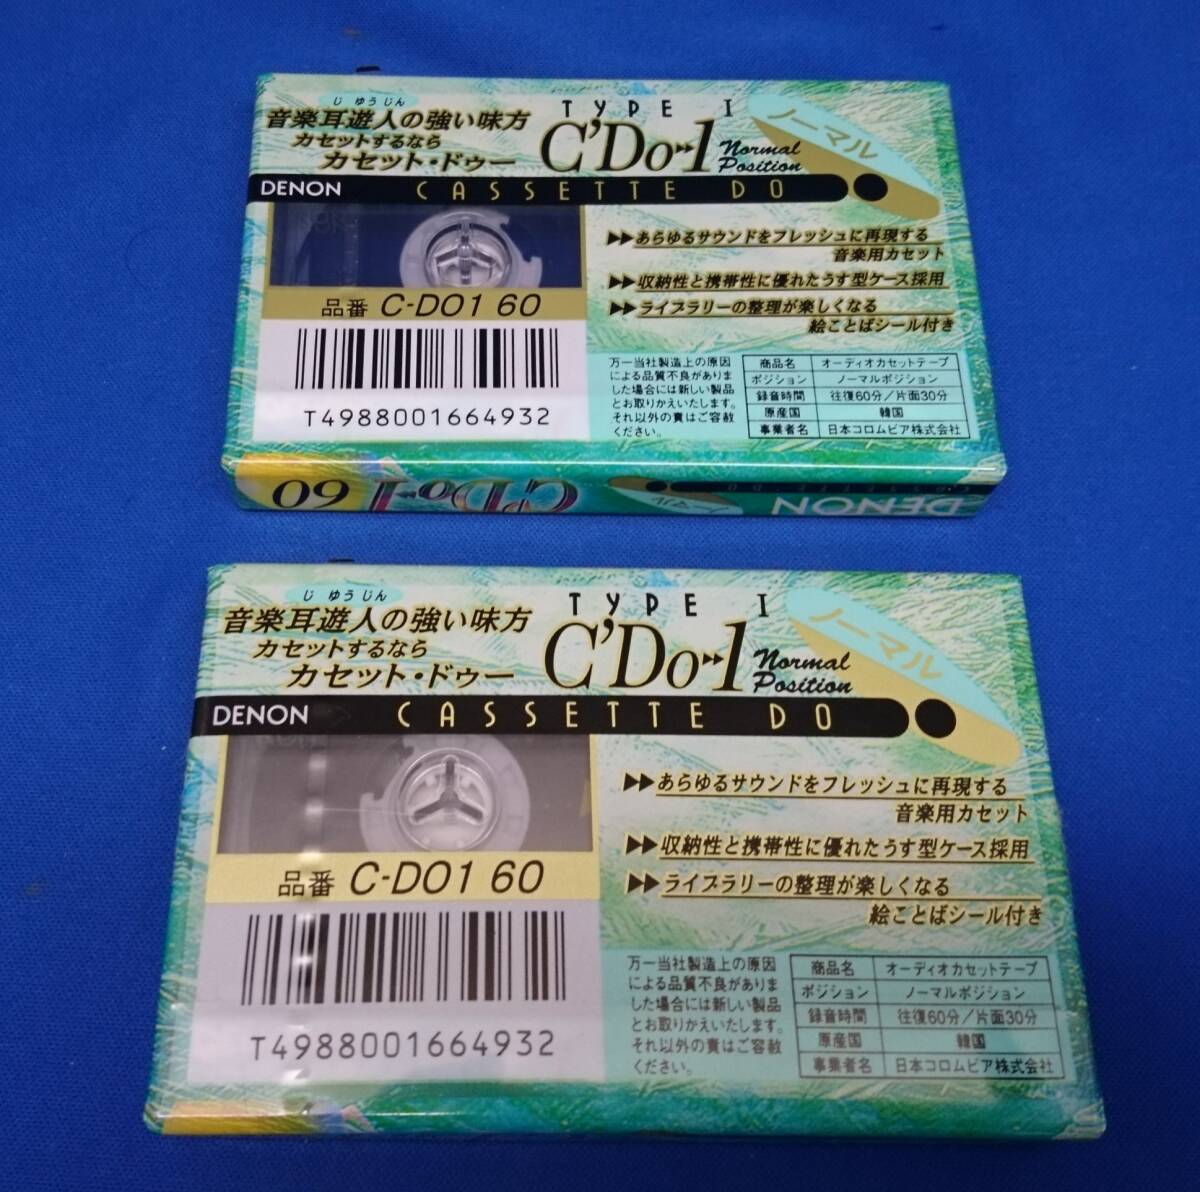 じ ゆうじん
音楽耳遊人の強い味方
カセットするなら
カセット・ドゥー
TYPE I
C'Do▸▸1
Normal
Position
ノーマル
DENON
CASSETTE DO
▶▶あらゆるサウンドをフレッシュに再現する
音楽用カセット
▶▶収納性と携帯性に優れたうす型ケース採用
▶▶ライブラリーの整理が楽しくなる
絵ことばシール付き
品番 C-DO1 60
T4988001664932
万一当社製造上の原因
による品質不良がありま
した場合には新しい製品
とお取りかえいたします。
それ以外の責はご容赦
ください。
商品名 オーディオカセットテープ
ポジション ノーマルポジション
録音時間 往復60分/片面30分
原産国 韓国
事業者名 日本コロムビア株式会社
DENON
ノーマル
C'Do▸▸1
60
じ ゆうじん
音楽耳遊人の強い味方
カセットするなら
カセット・ドゥー
TYPE I
C'Do▸▸1
Normal
Position
ノーマル
DENON
CASSETTE DO
▶▶あらゆるサウンドをフレッシュに再現する
音楽用カセット
▶▶収納性と携帯性に優れたうす型ケース採用
▶▶ライブラリーの整理が楽しくなる
絵ことばシール付き
品番 C-DO1 60
T4988001664932
万一当社製造上の原因
による品質不良がありま
した場合には新しい製品
とお取りかえいたします。
それ以外の責はご容赦
ください。
商品名 オーディオカセットテープ
ポジション ノーマルポジション
録音時間 往復60分/片面30分
原産国 韓国
事業者名 日本コロムビア株式会社